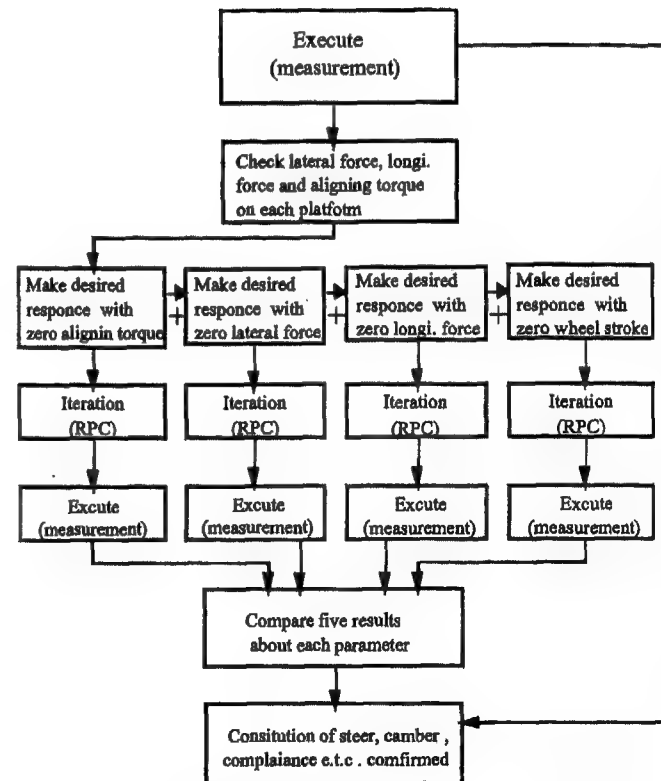 Execute
(measurement)
Check lateral force, longi.
force and aligning torque
on each platfotm
Make desired
responce with
zero alignin torque
+
Make desired
responce with
zero lateral force
+
Make desired
responce with
zero longi. force
+
Make desired
responce with
zero wheel stroke
Iteration
(RPC)
Iteration
(RPC)
Iteration
(RPC)
Iteration
(RPC)
Excute
(measurement)
Excute
(measurement)
Excute
(measurement)
Excute
(measurement)
Compare five results
about each parameter
Consitution of steer, camber ,
complaiance e.t.c . comfirmed